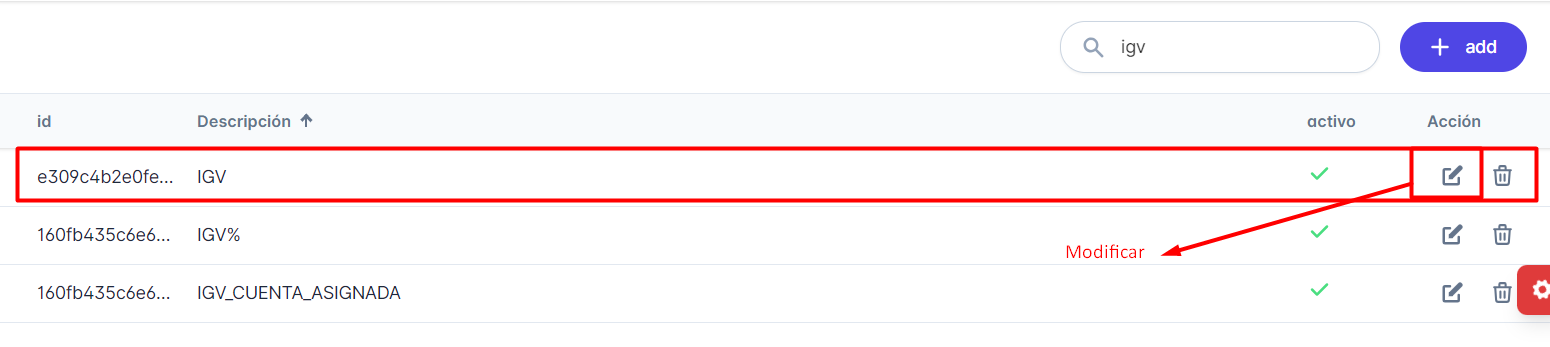 igv
add
id Descripción activo Acción
e309c4b2e0fe... IGV
160fb435c6e6... IGV%
Modificar
160fb435c6e6... IGV_CUENTA_ASIGNADA